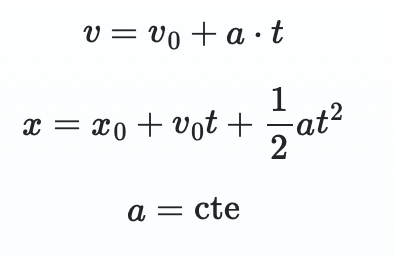 v = v₀ + a · t
x = x₀ + v₀t + ½at²
a = cte